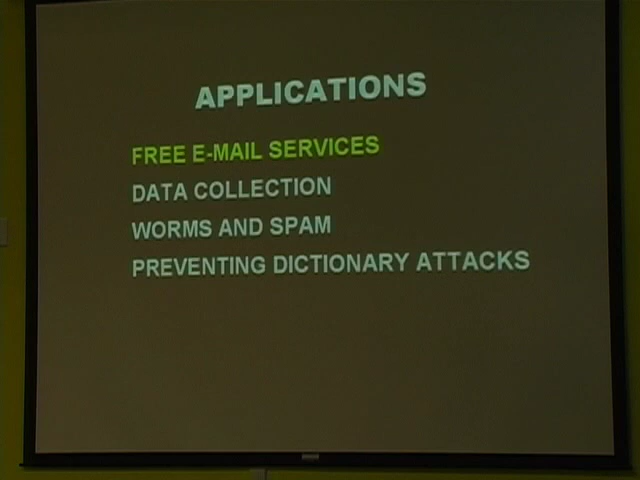 APPLICATIONS
FREE E-MAIL SERVICES
DATA COLLECTION
WORMS AND SPAM
PREVENTING DICTIONARY ATTACKS